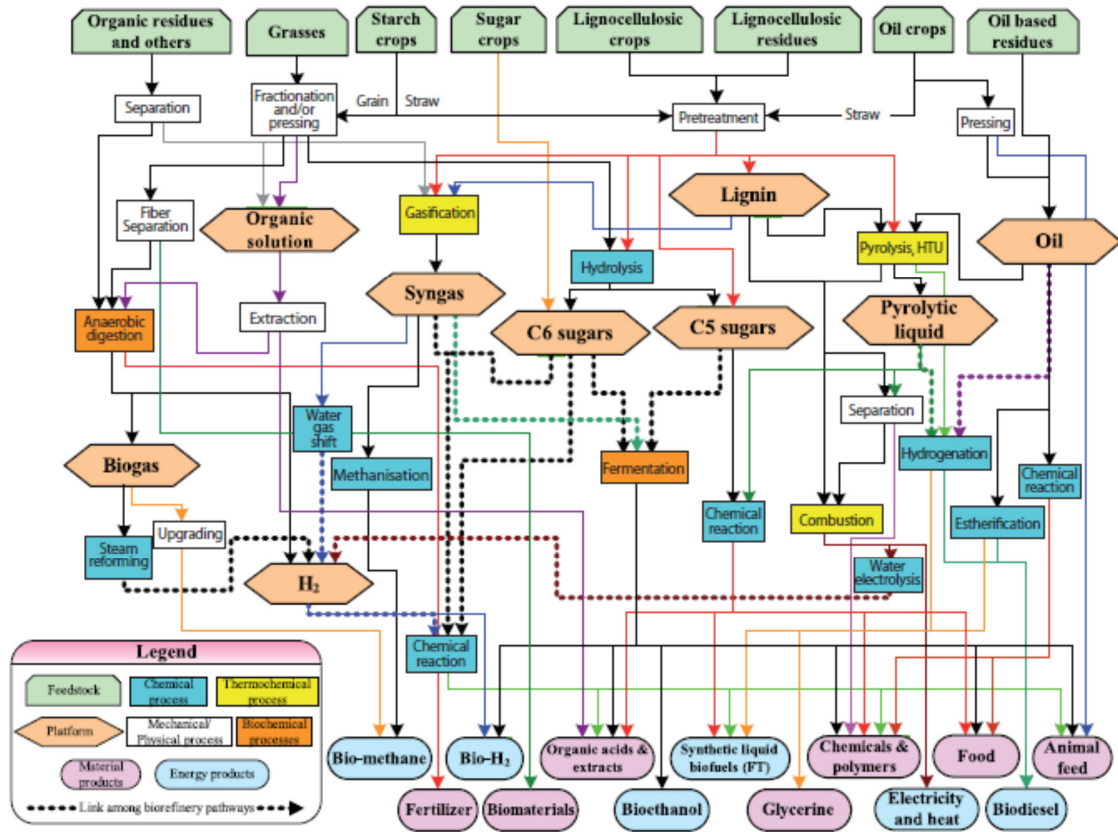 Organic residues
and others
Grasses
Starch
crops
Sugar
crops
Lignocellulosic
crops
Lignocellulosic
residues
Oil crops
Oil based
residues
Separation
Fractionation
and/or
pressing
Grain
Straw
Pretreatment
Straw
Pressing
Fiber
Separation
Organic
solution
Gasification
Lignin
Pyrolysis, HTU
Oil
Hydrolysis
Syngas
Pyrolytic
liquid
Anaerobic
digestion
Extraction
C6 sugars
C5 sugars
Water
gas
shift
Separation
Biogas
Methanisation
Fermentation
Hydrogenation
Chemical
reaction
Upgrading
Steam
reforming
Chemical
reaction
Combustion
Estherification
H₂
Water
electrolysis
Chemical
reaction
Legend
Feedstock
Chemical
process
Thermochemical
process
Platform
Mechanical/
Physical process
Biochemical
processes
Material
products
Energy products
Link among biorefinery pathways
Bio-methane
Bio-H₂
Organic acids &
extracts
Synthetic liquid
biofuels (FT)
Chemicals &
polymers
Food
Animal
feed
Fertilizer
Biomaterials
Bioethanol
Glycerine
Electricity
and heat
Biodiesel